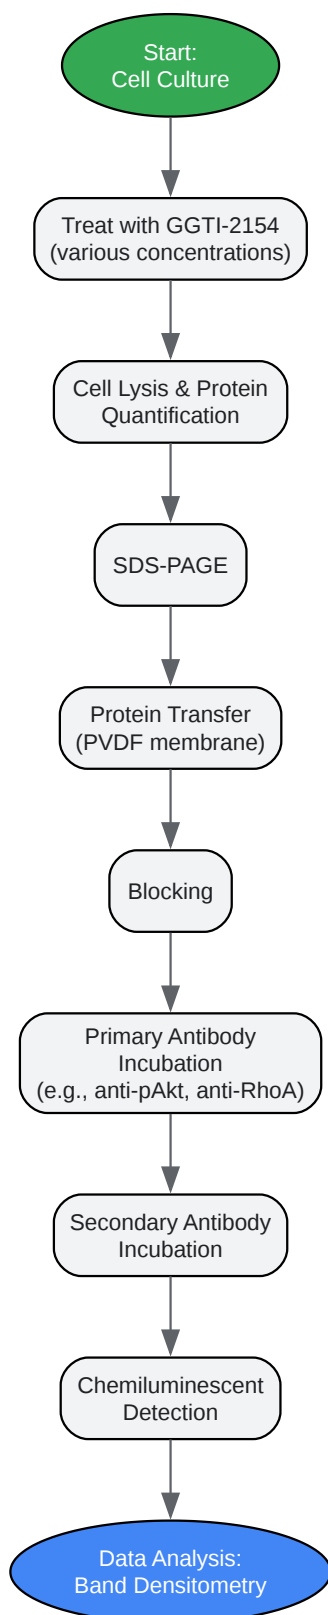 Start:
Cell Culture
Treat with GGTI-2154
(various concentrations)
Cell Lysis & Protein
Quantification
SDS-PAGE
Protein Transfer
(PVDF membrane)
Blocking
Primary Antibody
Incubation
(e.g., anti-pAkt, anti-RhoA)
Secondary Antibody
Incubation
Chemiluminescent
Detection
Data Analysis:
Band Densitometry